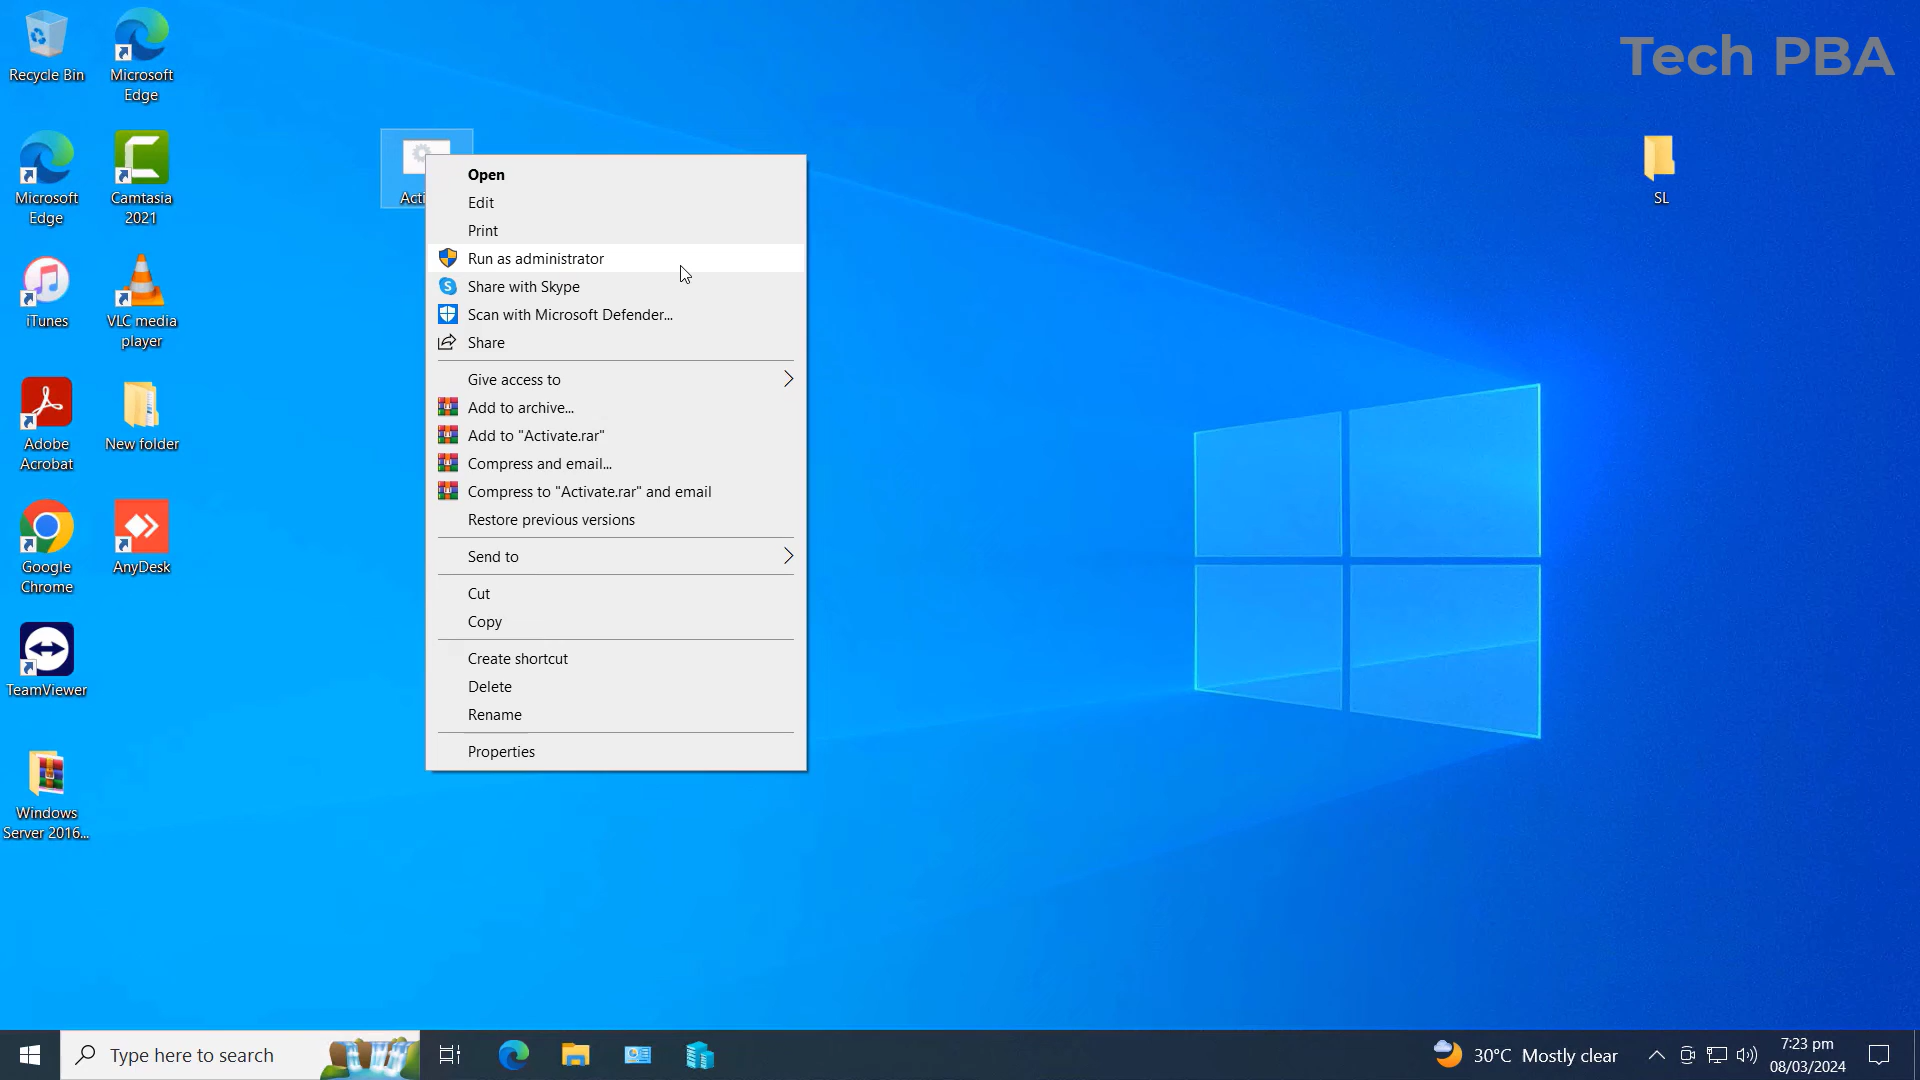 Tech PBA
Recycle Bin
Microsoft
Edge
Microsoft
Edge
Camtasia
2021
iTunes
VLC media
player
Adobe
Acrobat
New folder
Google
Chrome
AnyDesk
TeamViewer
Windows
Server 2016...
Acti
SL
Open
Edit
Print
Run as administrator
Share with Skype
Scan with Microsoft Defender...
Share
Give access to
Add to archive...
Add to "Activate.rar"
Compress and email...
Compress to "Activate.rar" and email
Restore previous versions
Send to
Cut
Copy
Create shortcut
Delete
Rename
Properties
Type here to search
30°C Mostly clear
7:23 pm
08/03/2024